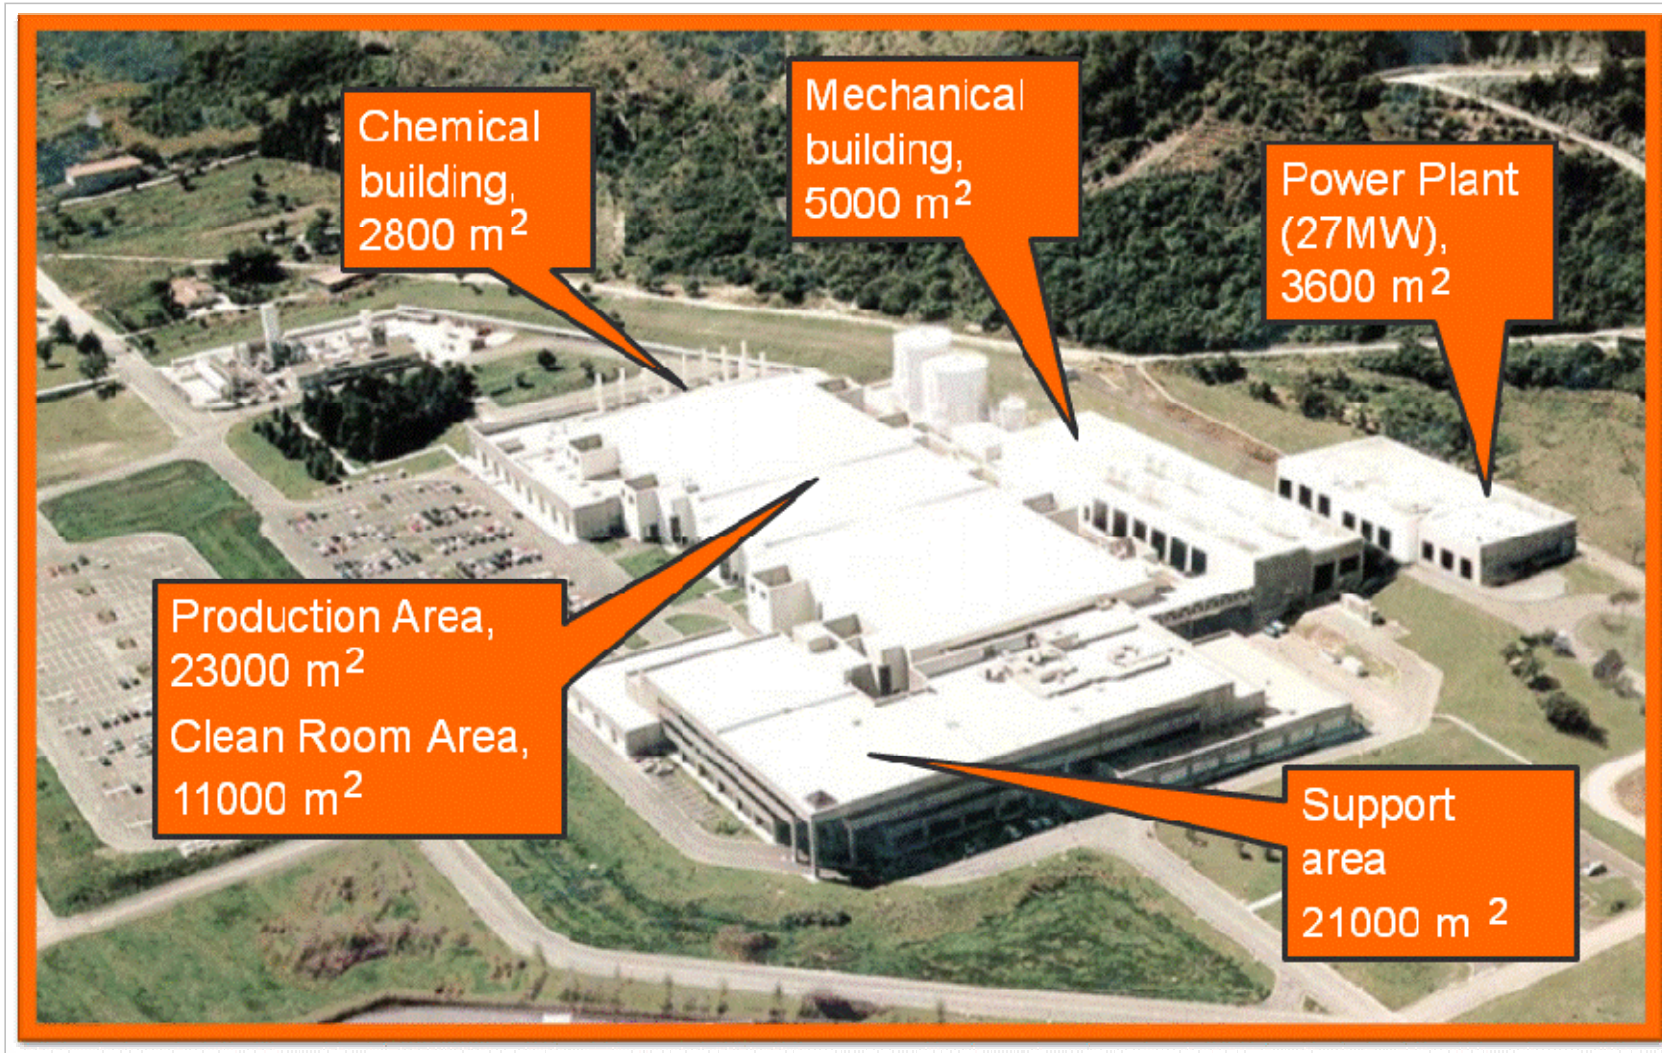 Chemical
building,
2800 m²
Mechanical
building,
5000 m²
Power Plant
(27MW),
3600 m²
Production Area,
23000 m²
Clean Room Area,
11000 m²
Support
area
21000 m ²